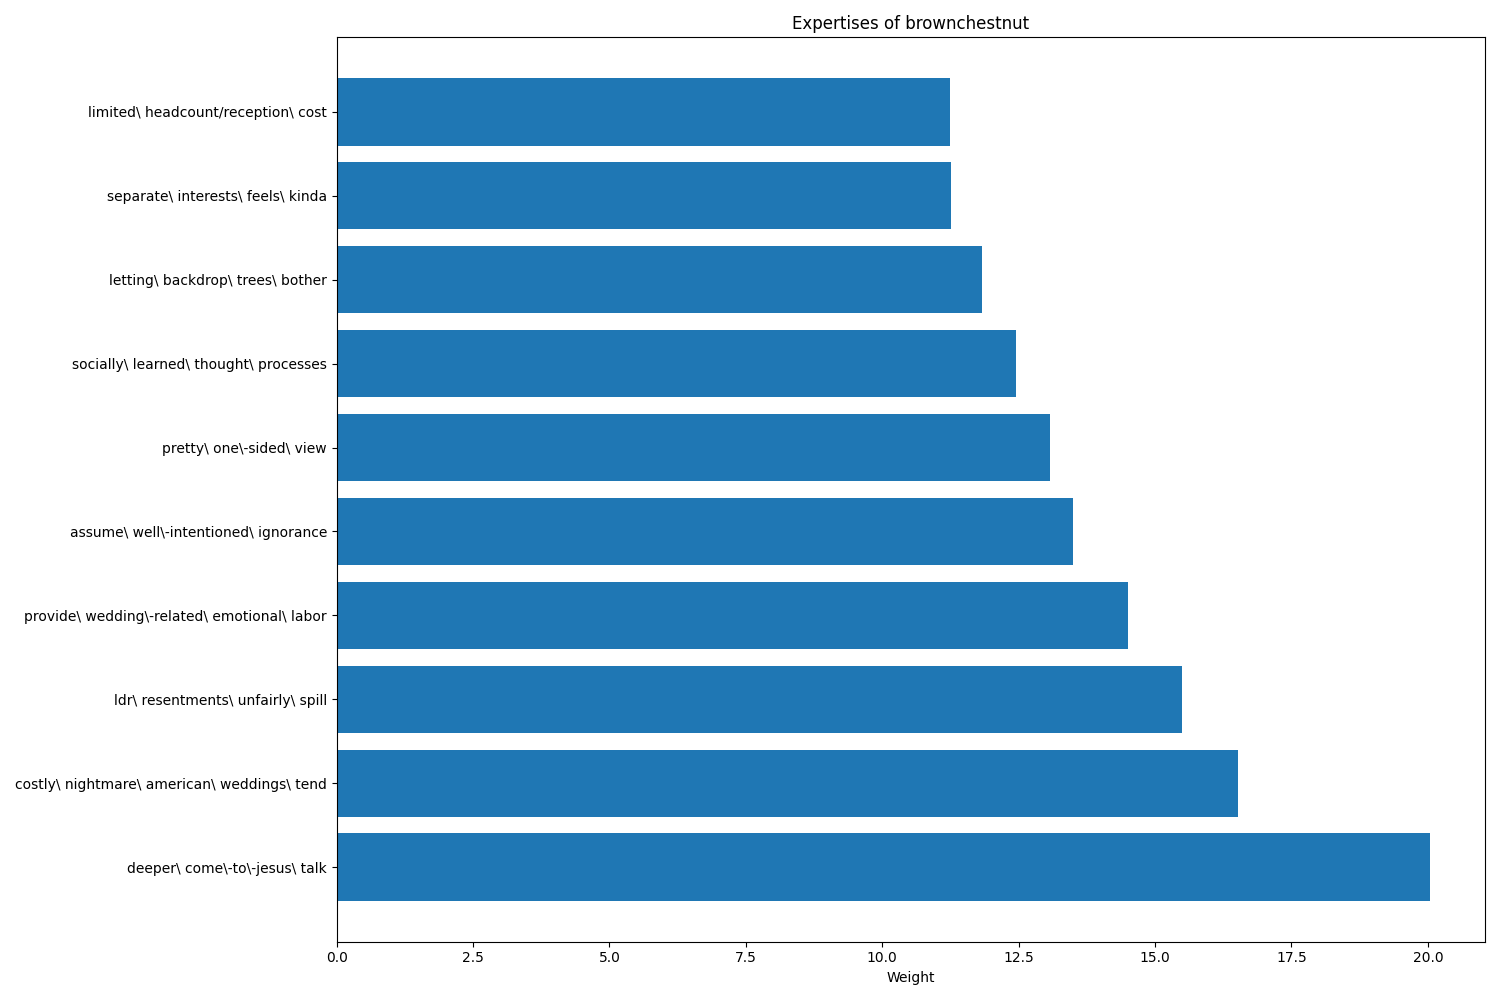 Expertises of brownchestnut
limited\ headcount/reception\ cost
separate\ interests\ feels\ kinda
letting\ backdrop\ trees\ bother
socially\ learned\ thought\ processes
pretty\ one\-sided\ view
assume\ well\-intentioned\ ignorance
provide\ wedding\-related\ emotional\ labor
ldr\ resentments\ unfairly\ spill
costly\ nightmare\ american\ weddings\ tend
deeper\ come\-to\-jesus\ talk
0.0 2.5 5.0 7.5 10.0 12.5 15.0 17.5 20.0
Weight